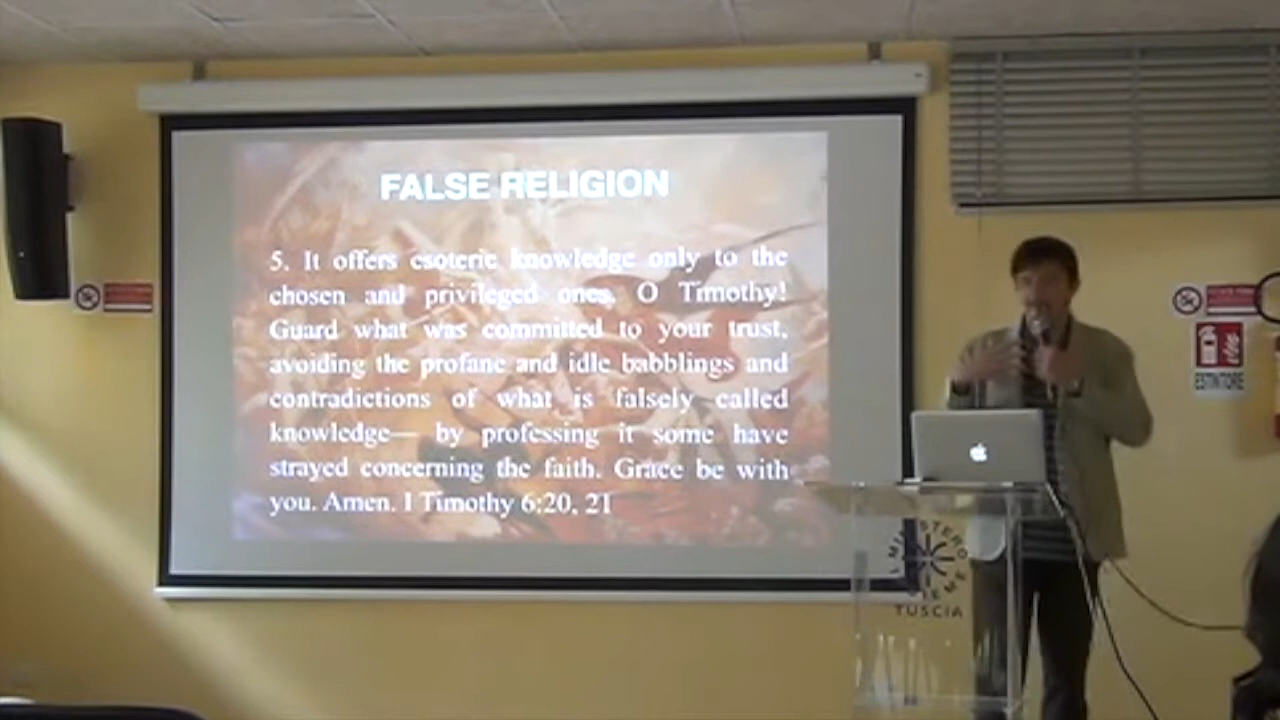 FALSE RELIGION
5. It offers esoteric knowledge only to the
chosen and privileged ones. O Timothy!
Guard what was committed to your trust,
avoiding the profane and idle babblings and
contradictions of what is falsely called
knowledge— by professing it some have
strayed concerning the faith. Grace be with
you. Amen. I Timothy 6:20, 21
ESTINTORE
TUSCIA